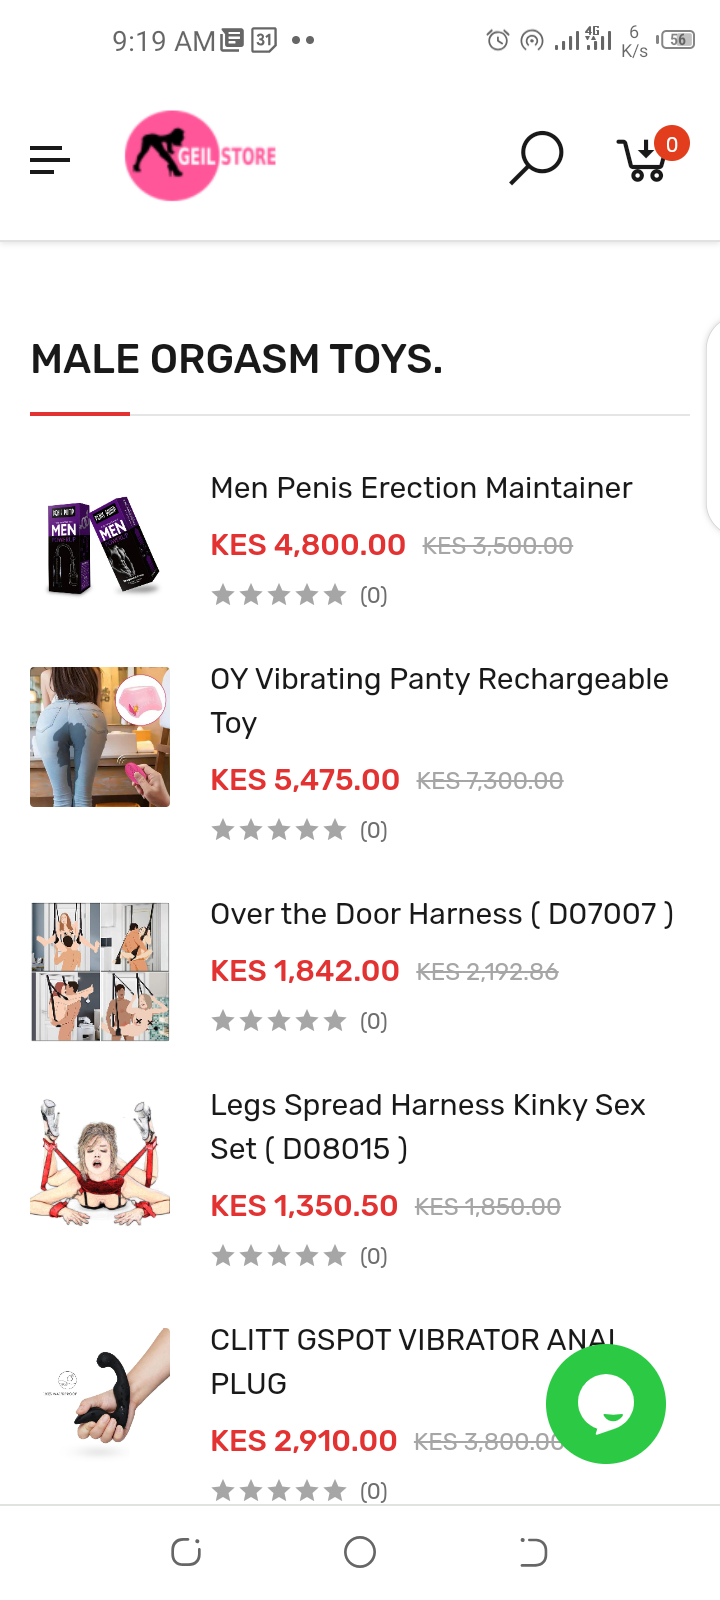 9:19 AM
31
4G
6
K/s
56
GEIL STORE
0
MALE ORGASM TOYS.
MEN
MEN
Men Penis Erection Maintainer
KES 4,800.00 KES 3,500.00
(0)
OY Vibrating Panty Rechargeable
Toy
KES 5,475.00 KES 7,300.00
(0)
Over the Door Harness ( D07007 )
KES 1,842.00 KES 2,192.86
(0)
Legs Spread Harness Kinky Sex
Set ( D08015 )
KES 1,350.50 KES 1,850.00
(0)
CLITT GSPOT VIBRATOR ANAL
PLUG
KES 2,910.00 KES 3,800.00
(0)